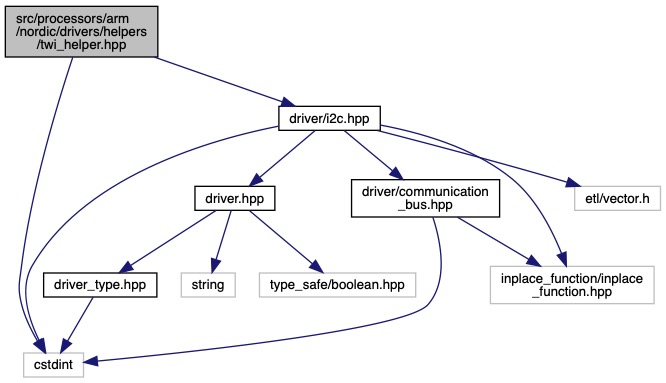 src/processors/arm
/nordic/drivers/helpers
/twi_helper.hpp
driver/i2c.hpp
driver.hpp
driver/communication
_bus.hpp
etl/vector.h
driver_type.hpp
string
type_safe/boolean.hpp
inplace_function/inplace
_function.hpp
cstdint